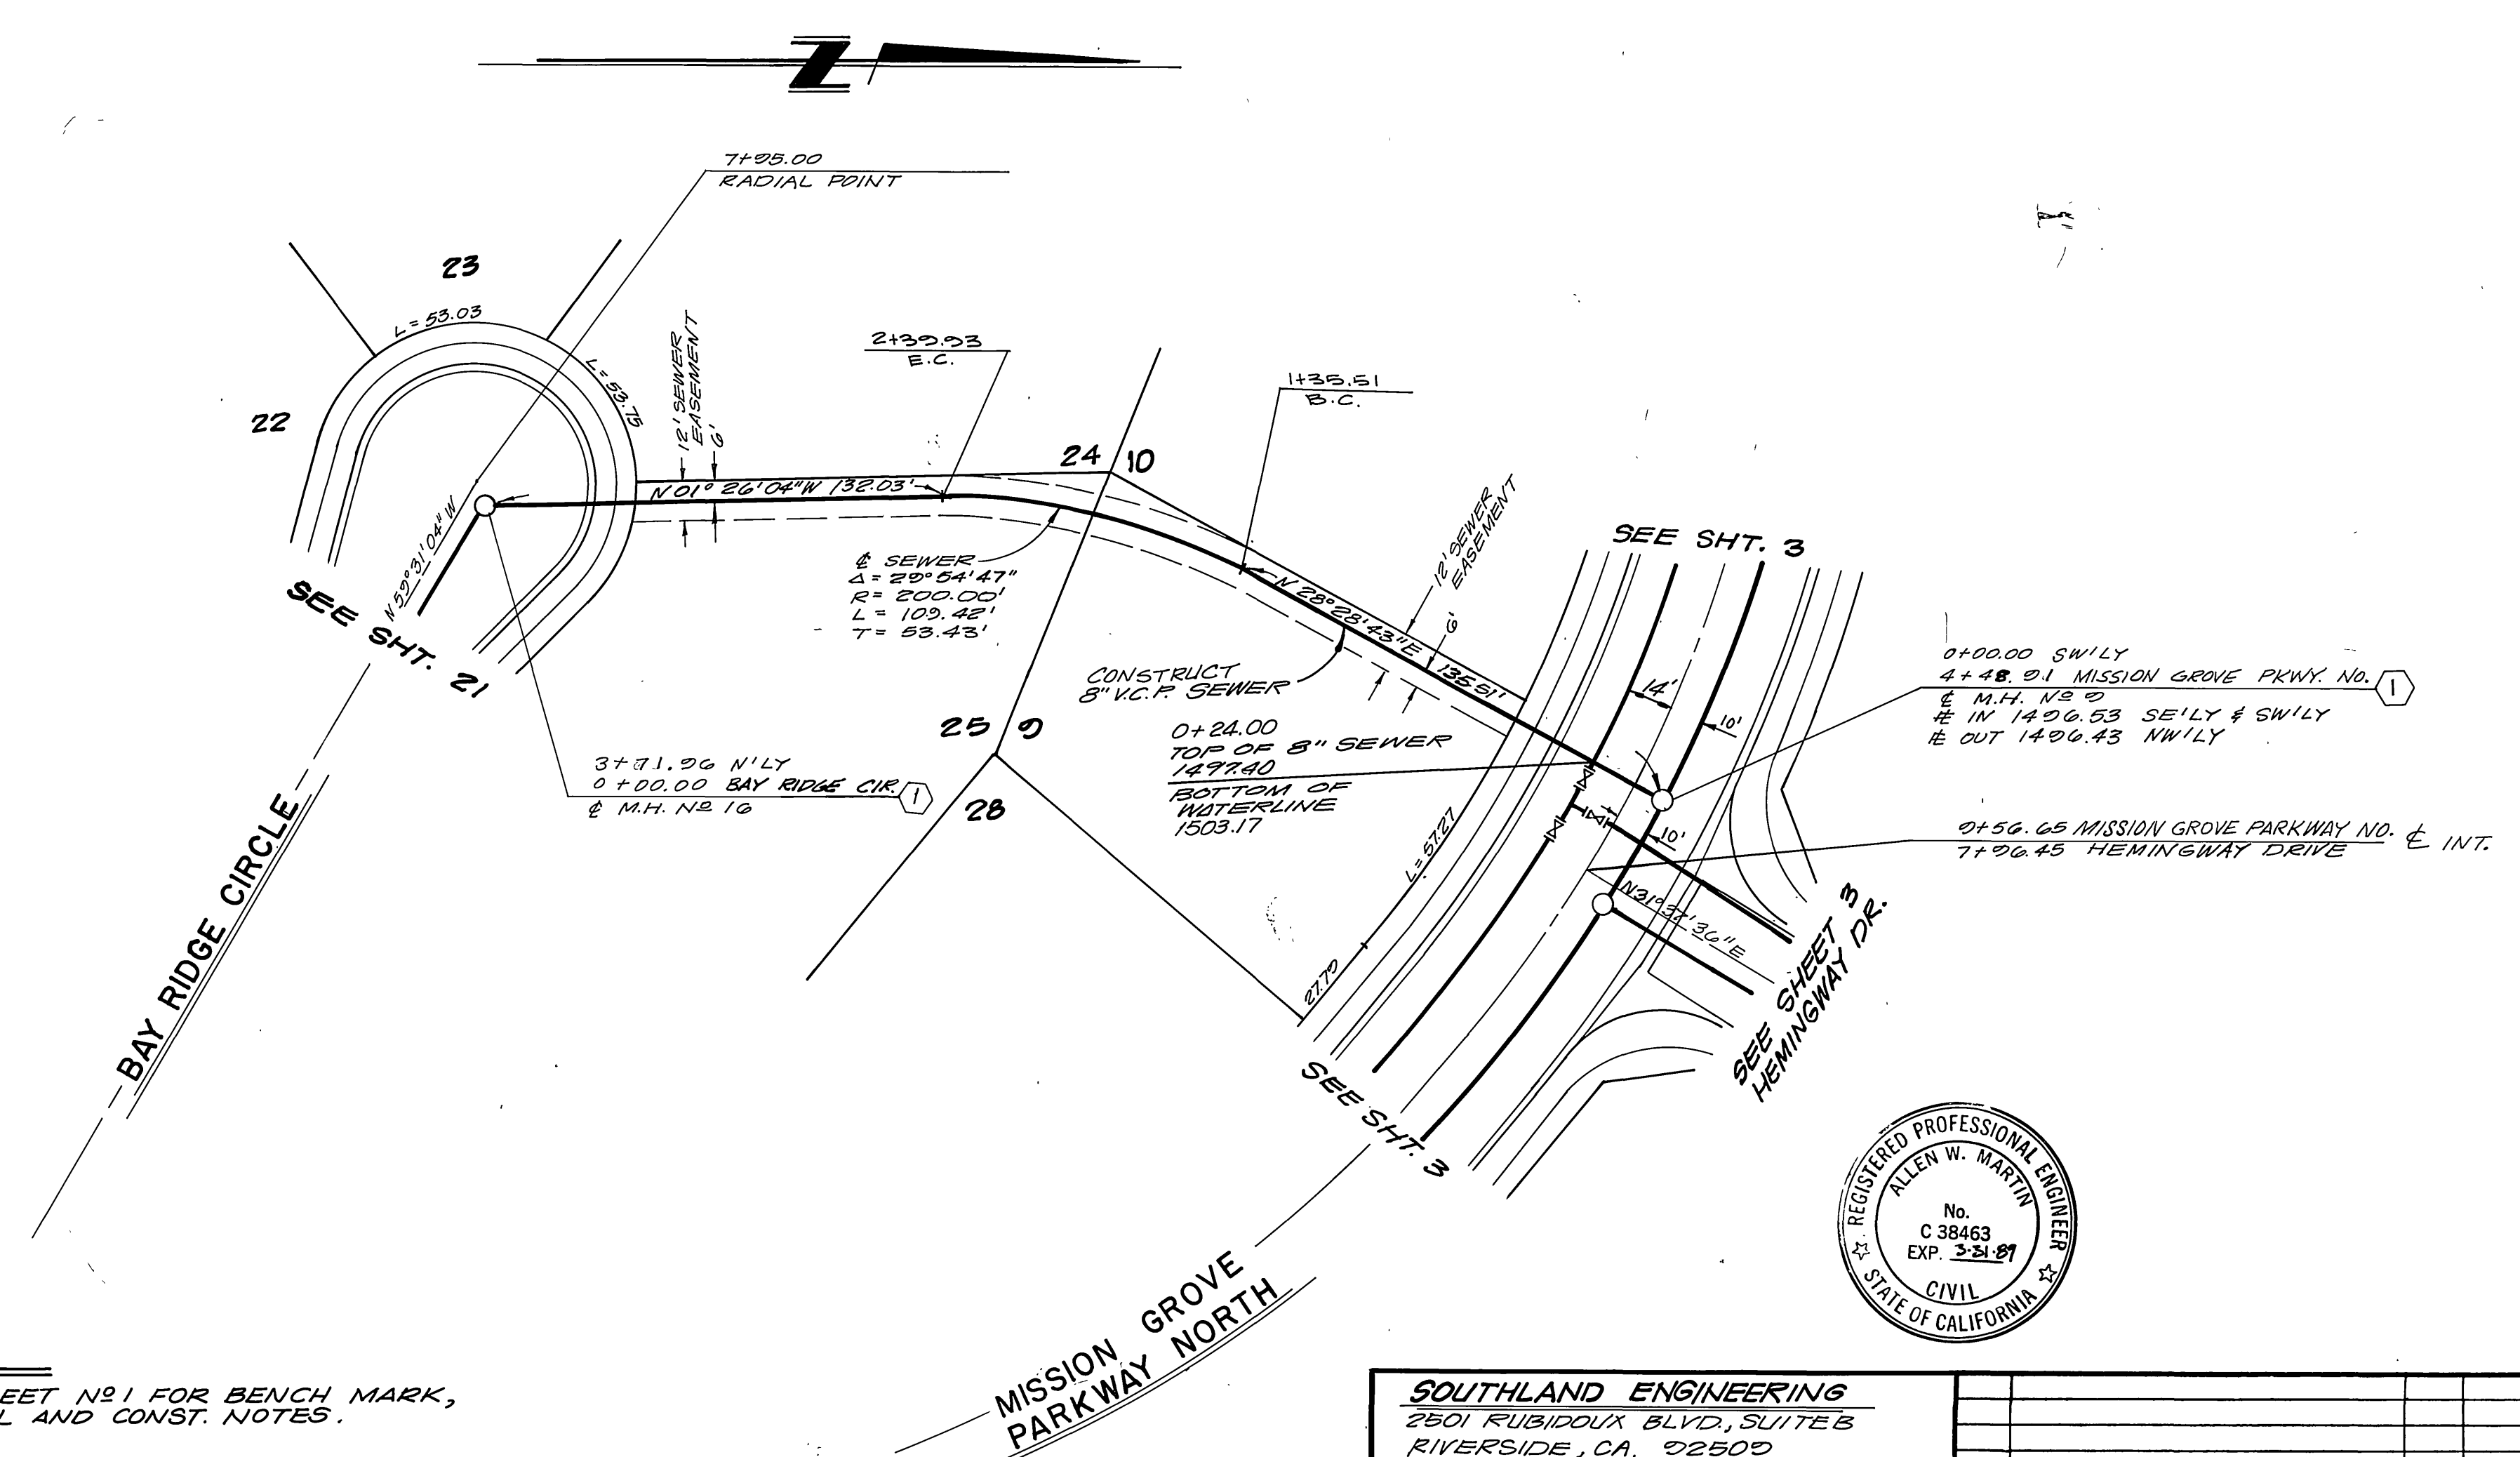 Z
7+95.00
RADIAL POINT
23
L = 53.03
L = 53.75
22
12' SEWER
EASEMENT
6'
2+39.93
E.C.
1+35.51
B.C.
24
10
N 01° 26' 04" W 132.03'
N 59° 31' 04" W
SEE SHT. 21
℄ SEWER
Δ = 29° 54' 47"
R = 200.00'
L = 109.42'
T = 53.43'
12' SEWER
EASEMENT
6'
N 28° 28' 43" E 135.51'
CONSTRUCT
8" V.C.P. SEWER
SEE SHT. 3
14'
10'
0+00.00 SW'LY
4+48.91 MISSION GROVE PKWY. NO.
1
℄ M.H. Nº 9
IN 1496.53 SE'LY & SW'LY
OUT 1496.43 NW'LY
25
9
28
0+24.00
TOP OF 8" SEWER
1497.40
BOTTOM OF
WATERLINE
1503.17
3+71.96 N'LY
0+00.00 BAY RIDGE CIR.
1
℄ M.H. Nº 16
10'
9+56.65 MISSION GROVE PARKWAY NO.
7+96.45 HEMINGWAY DRIVE
℄ INT.
L = 57.27
27.79
N 31° 36" E
SEE SHEET 3
HEMINGWAY DR.
BAY RIDGE CIRCLE
SEE SHT. 3
MISSION GROVE
PARKWAY NORTH
REGISTERED PROFESSIONAL ENGINEER
ALLEN W. MARTIN
No.
C 38463
EXP. 3-31-89
CIVIL
STATE OF CALIFORNIA
EET Nº 1 FOR BENCH MARK,
L AND CONST. NOTES.
SOUTHLAND ENGINEERING
2501 RUBIDOUX BLVD., SUITE B
RIVERSIDE, CA. 92509